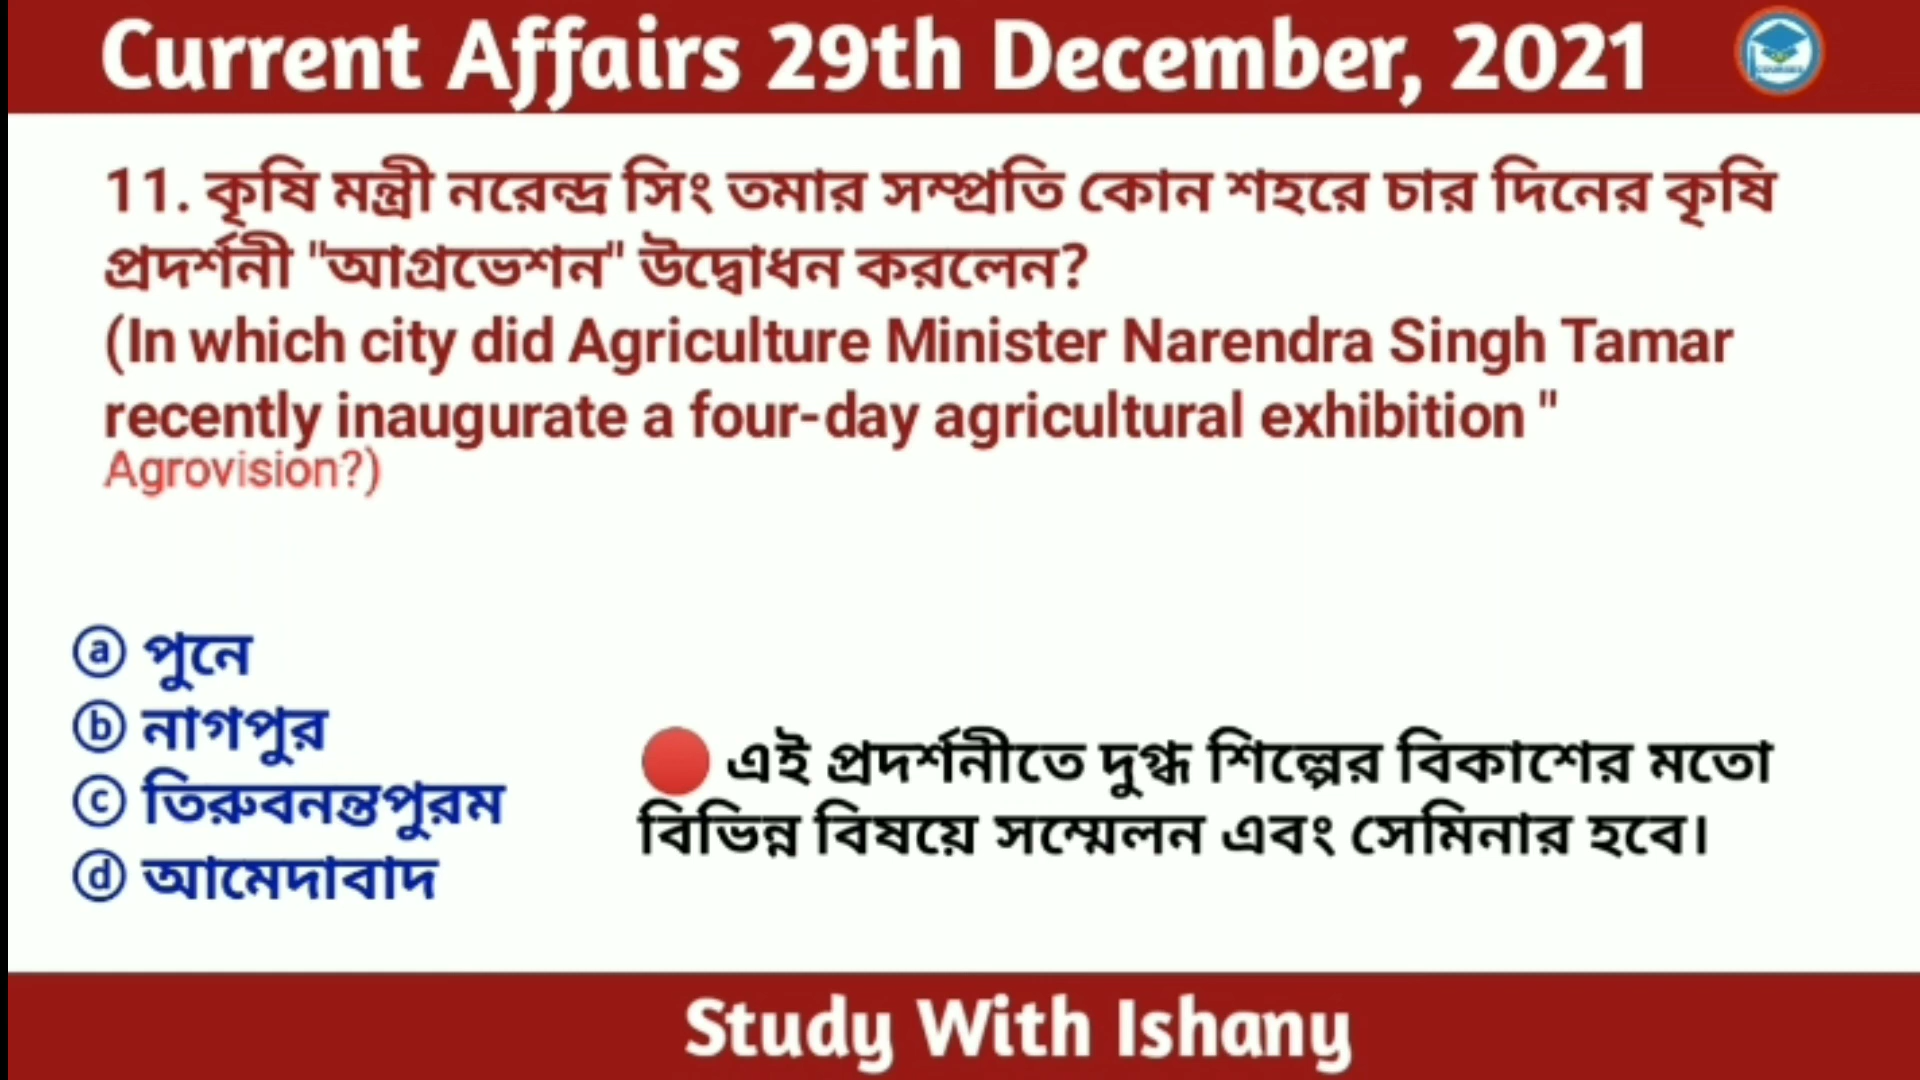 Current Affairs 29th December, 2021
11. কৃষি মন্ত্রী নরেন্দ্র সিং তমার সম্প্রতি কোন শহরে চার দিনের কৃষি
প্রদর্শনী "আগ্রভেশন" উদ্বোধন করলেন?
(In which city did Agriculture Minister Narendra Singh Tamar
recently inaugurate a four-day agricultural exhibition "
Agrovision?)
ⓐ পুনে
ⓑ নাগপুর
ⓒ তিরুবনন্তপুরম
ⓓ আমেদাবাদ
🔴 এই প্রদর্শনীতে দুগ্ধ শিল্পের বিকাশের মতো
বিভিন্ন বিষয়ে সম্মেলন এবং সেমিনার হবে।
Study With Ishany